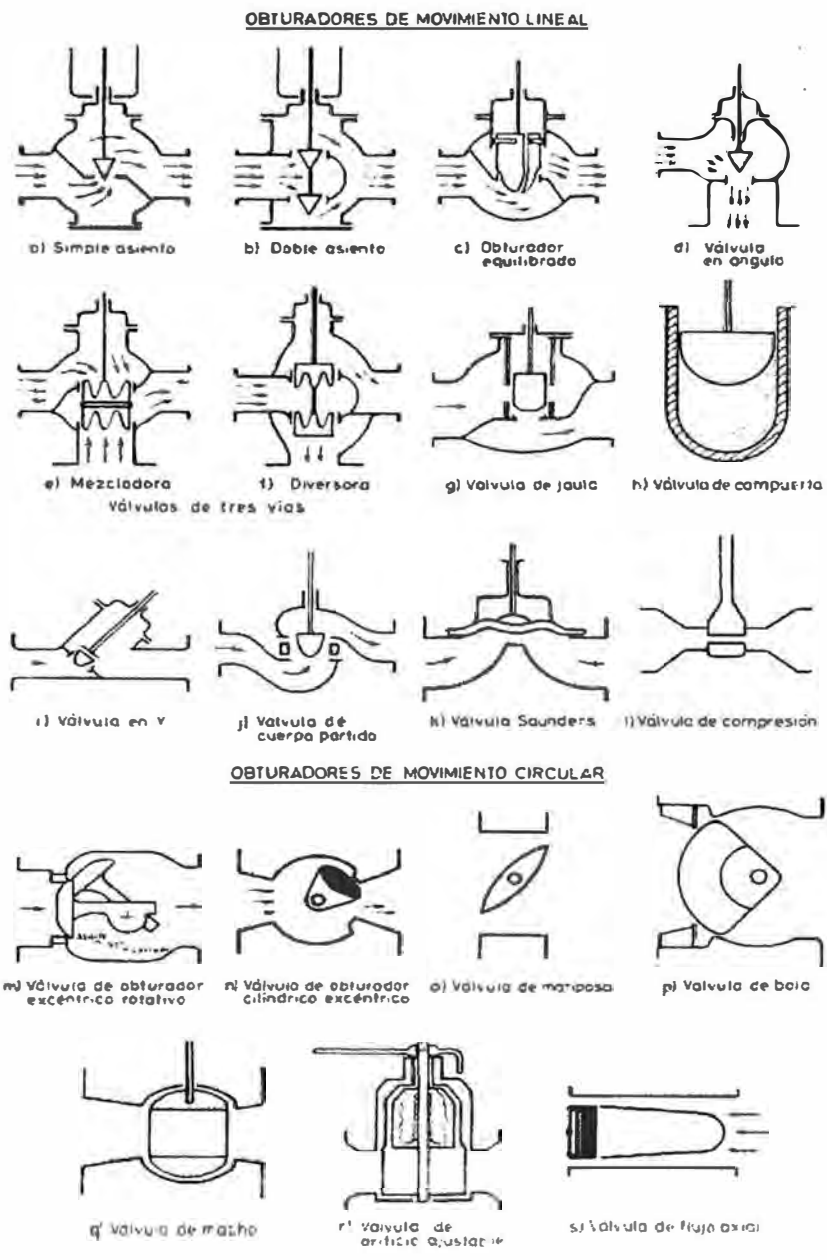 OBTURADORES DE MOVIMIENTO LINEAL
a) Simple asiento
b) Doble asiento
c) Obturador
equilibrado
d) Válvula
en angulo
e) Mezcladora
f) Diversora
Válvulas de tres vías
g) Valvula de jaula
h) Válvula de compuerta
i) Válvula en Y
j) Valvula de
cuerpo partido
k) Valvula Saunders
l) Válvula de compresión
OBTURADORES DE MOVIMIENTO CIRCULAR
m) Válvula de obturador
excéntrico rotativo
n) Válvula de obturador
cilíndrico excéntrico
o) Válvula de mariposa
p) Valvula de bola
q) Valvula de macho
r) Valvula de
orificio ajustable
s) Válvula de flujo axial